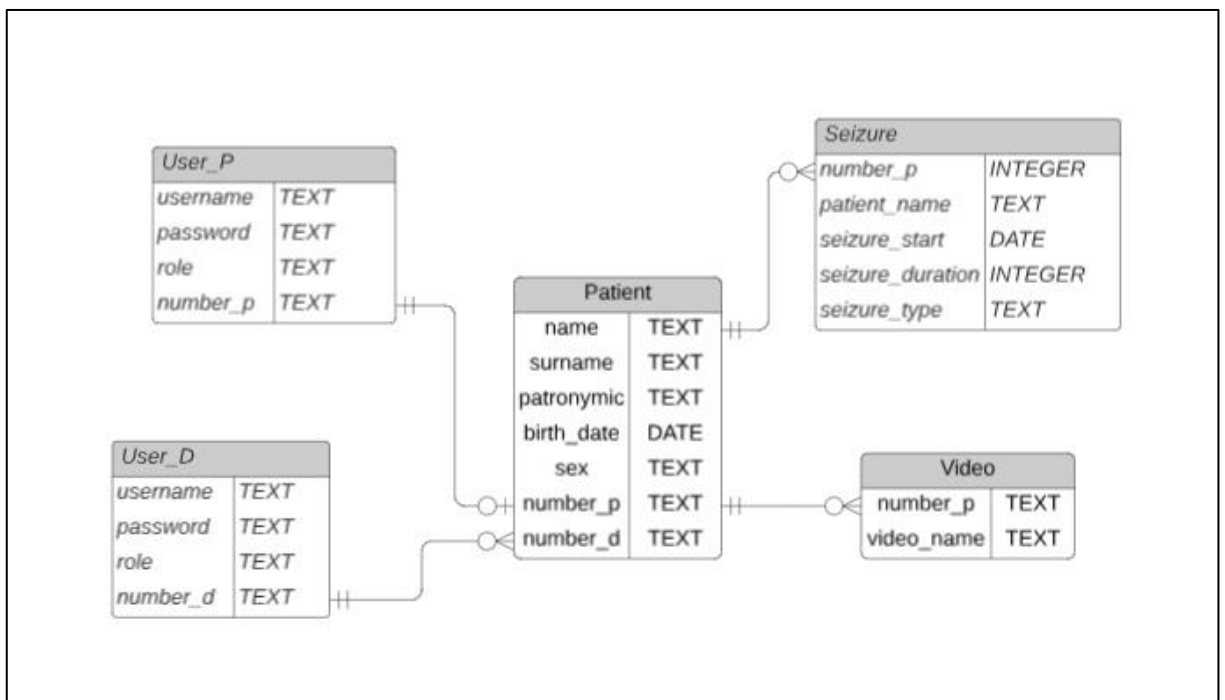 User_P
username TEXT
password TEXT
role TEXT
number_p TEXT
User_D
username TEXT
password TEXT
role TEXT
number_d TEXT
Patient
name TEXT
surname TEXT
patronymic TEXT
birth_date DATE
sex TEXT
number_p TEXT
number_d TEXT
Seizure
number_p INTEGER
patient_name TEXT
seizure_start DATE
seizure_duration INTEGER
seizure_type TEXT
Video
number_p TEXT
video_name TEXT